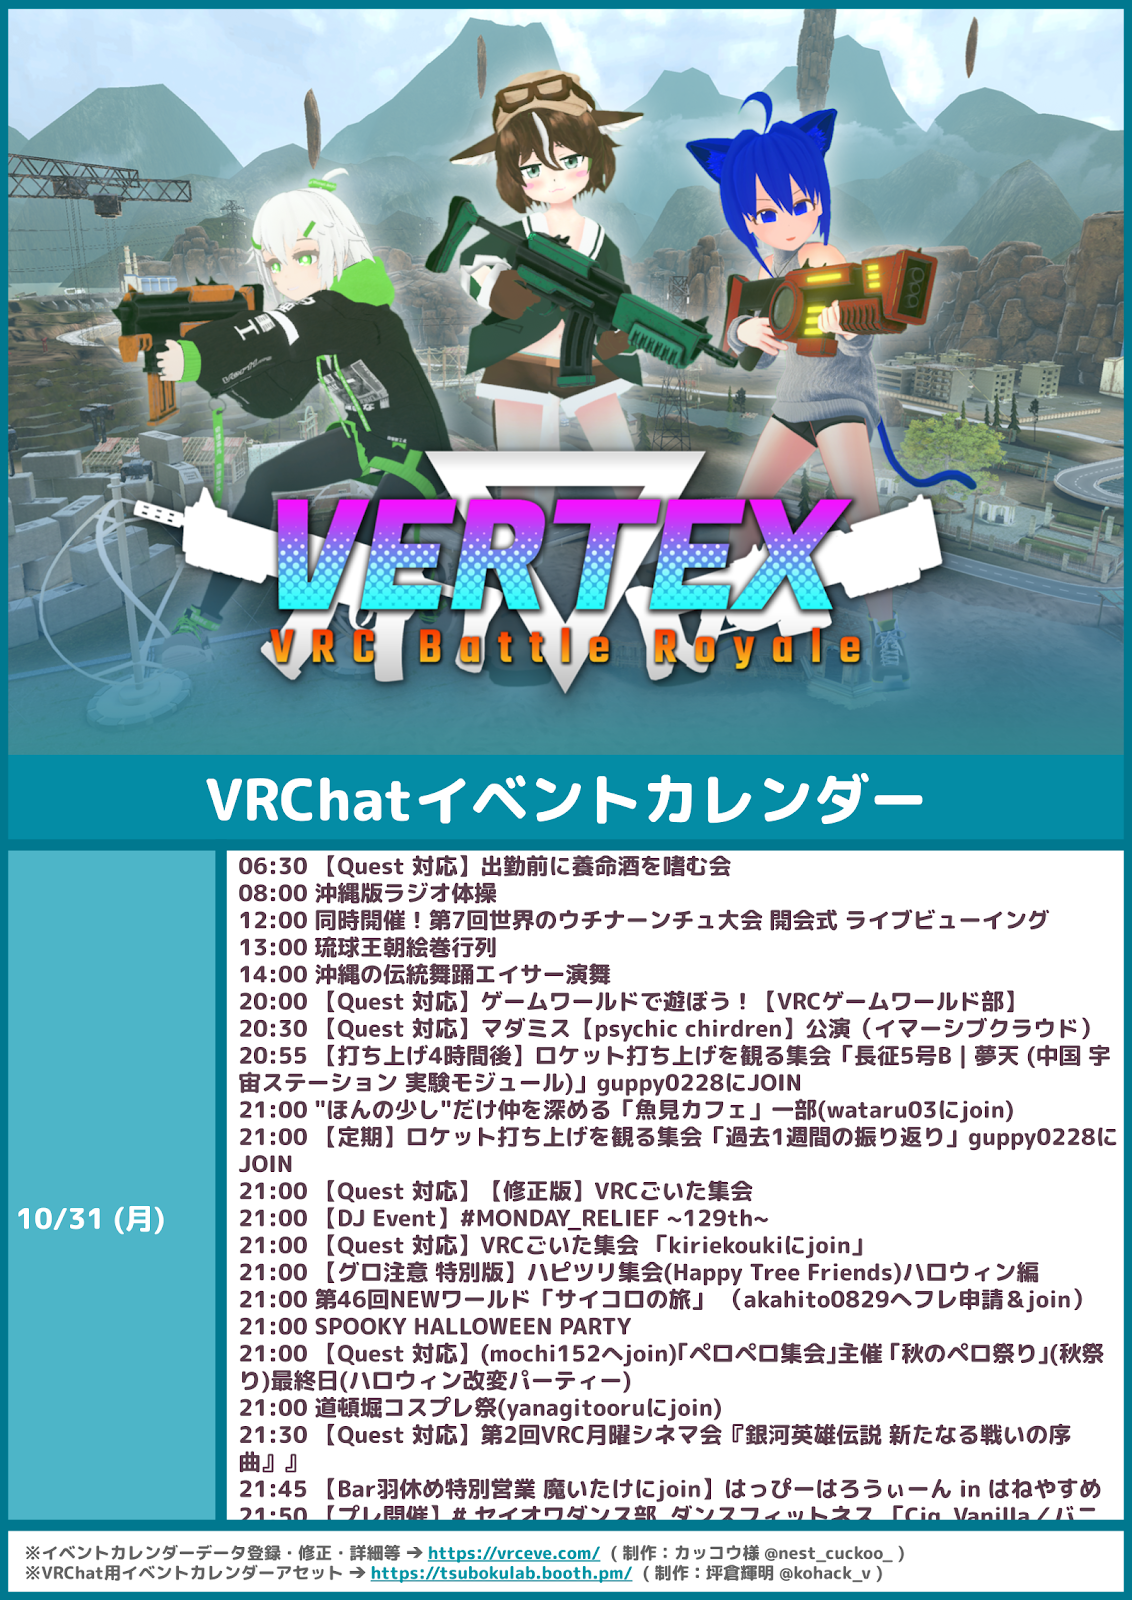 VERTEX
VRC Battle Royale
VRChatイベントカレンダー
10/31 (月)
06:30 【Quest 対応】出勤前に養命酒を嗜む会
08:00 沖縄版ラジオ体操
12:00 同時開催！第7回世界のウチナーンチュ大会 開会式 ライブビューイング
13:00 琉球王朝絵巻行列
14:00 沖縄の伝統舞踊エイサー演舞
20:00 【Quest 対応】ゲームワールドで遊ぼう！【VRCゲームワールド部】
20:30 【Quest 対応】マダミス【psychic chirdren】公演（イマーシブクラウド）
20:55 【打ち上げ4時間後】ロケット打ち上げを観る集会「長征5号B | 夢天 (中国 宇
宙ステーション 実験モジュール)」guppy0228にJOIN
21:00 "ほんの少し"だけ仲を深める「魚見カフェ」一部(wataru03にjoin)
21:00 【定期】ロケット打ち上げを観る集会「過去1週間の振り返り」guppy0228に
JOIN
21:00 【Quest 対応】【修正版】VRCごいた集会
21:00 【DJ Event】#MONDAY_RELIEF ~129th~
21:00 【Quest 対応】VRCごいた集会 「kiriekoukiにjoin」
21:00 【グロ注意 特別版】ハピツリ集会(Happy Tree Friends)ハロウィン編
21:00 第46回NEWワールド「サイコロの旅」 （akahito0829へフレ申請＆join）
21:00 SPOOKY HALLOWEEN PARTY
21:00 【Quest 対応】(mochi152へjoin)｢ペロペロ集会｣主催 ｢秋のペロ祭り｣(秋祭
り)最終日(ハロウィン改変パーティー)
21:00 道頓堀コスプレ祭(yanagitooruにjoin)
21:30 【Quest 対応】第2回VRC月曜シネマ会『銀河英雄伝説 新たなる戦いの序
曲』』
21:45 【Bar羽休め特別営業 魔いたけにjoin】はっぴーはろうぃーん in はねやすめ
21:50 【プレ開催】# セイオワダンス部_ダンスフィットネス 「Cig_Vanilla／バニ
※イベントカレンダーデータ登録・修正・詳細等 ➔ https://vrceve.com/ ( 制作：カッコウ様 @nest_cuckoo_ )
※VRChat用イベントカレンダーアセット ➔ https://tsubokulab.booth.pm/ ( 制作：坪倉輝明 @kohack_v )